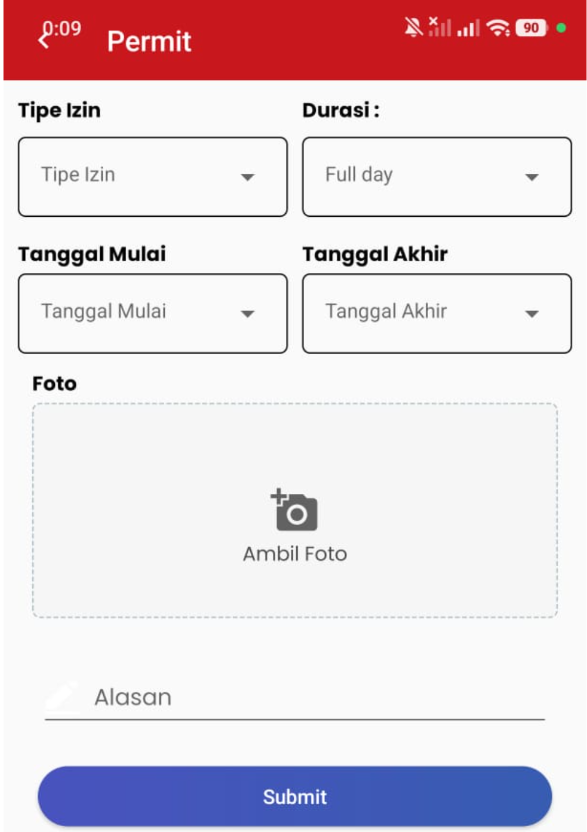 0:09 90
Permit
Tipe Izin Durasi :
Tipe Izin Full day
Tanggal Mulai Tanggal Akhir
Tanggal Mulai Tanggal Akhir
Foto
Ambil Foto
Alasan
Submit